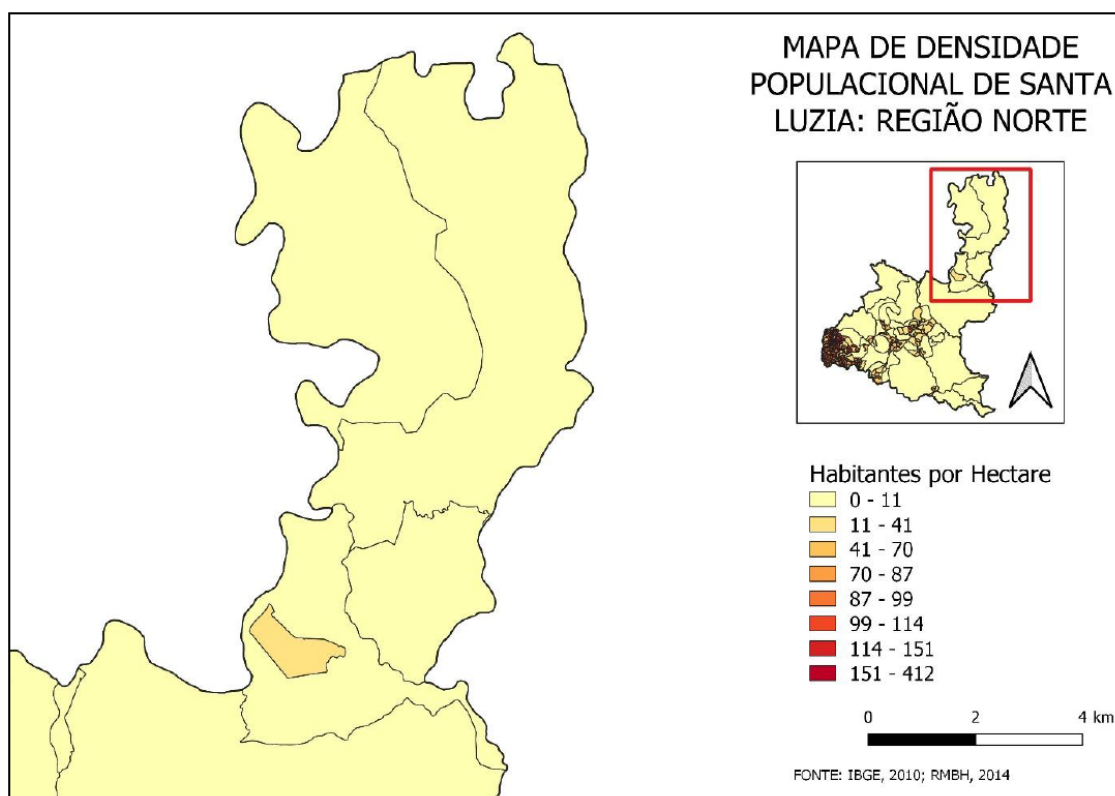 MAPA DE DENSIDADE
POPULACIONAL DE SANTA
LUZIA: REGIÃO NORTE
Habitantes por Hectare
0 - 11
11 - 41
41 - 70
70 - 87
87 - 99
99 - 114
114 - 151
151 - 412
0 2 4 km
FONTE: IBGE, 2010; RMBH, 2014